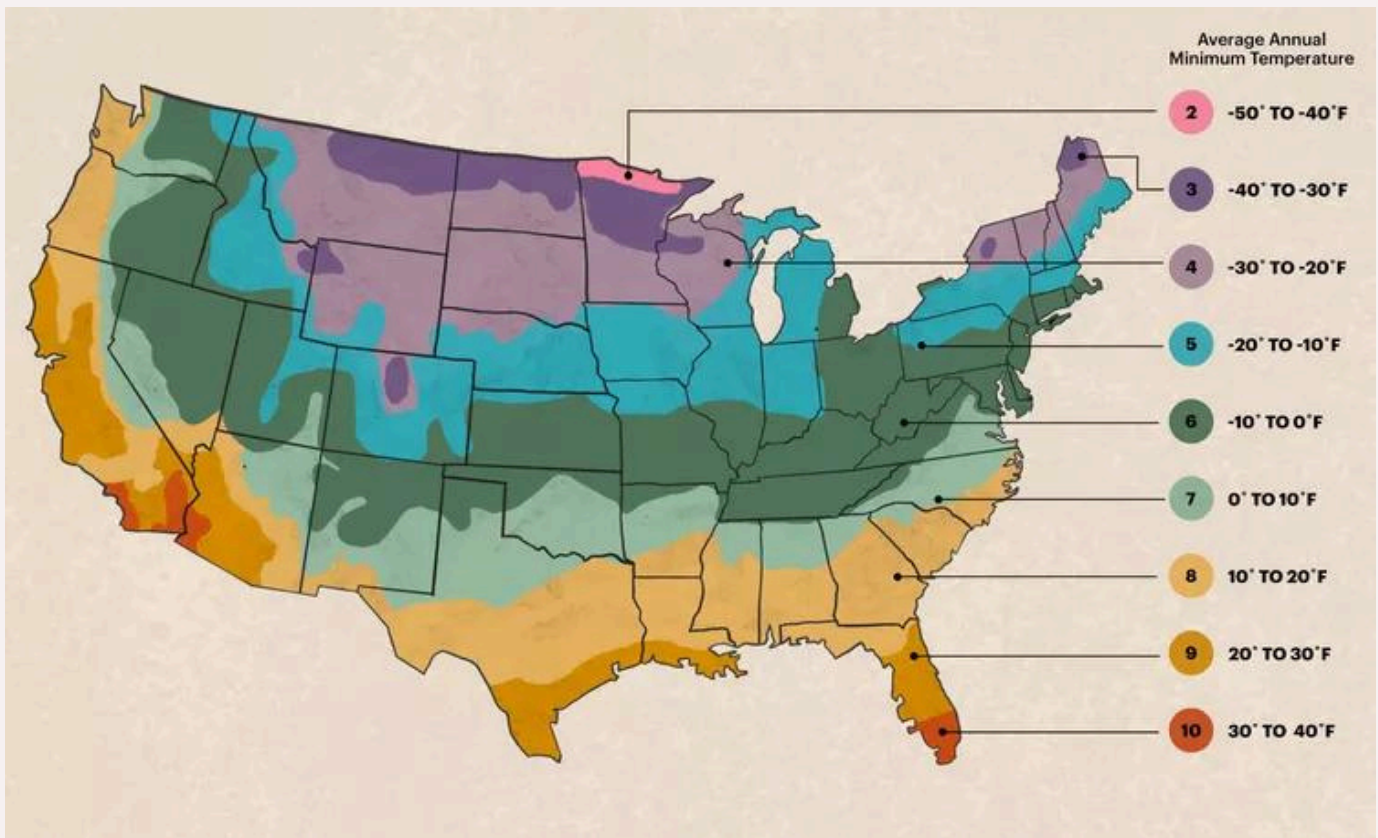 Average Annual
Minimum Temperature
2 -50° TO -40°F
3 -40° TO -30°F
4 -30° TO -20°F
5 -20° TO -10°F
6 -10° TO 0°F
7 0° TO 10°F
8 10° TO 20°F
9 20° TO 30°F
10 30° TO 40°F